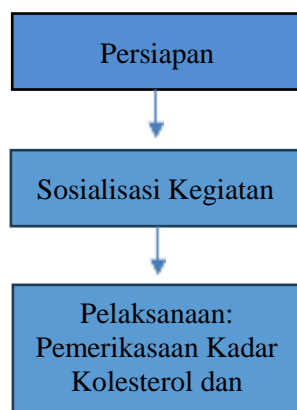 Persiapan
Sosialisasi Kegiatan
Pelaksanaan:
Pemerikasaan Kadar
Kolesterol dan